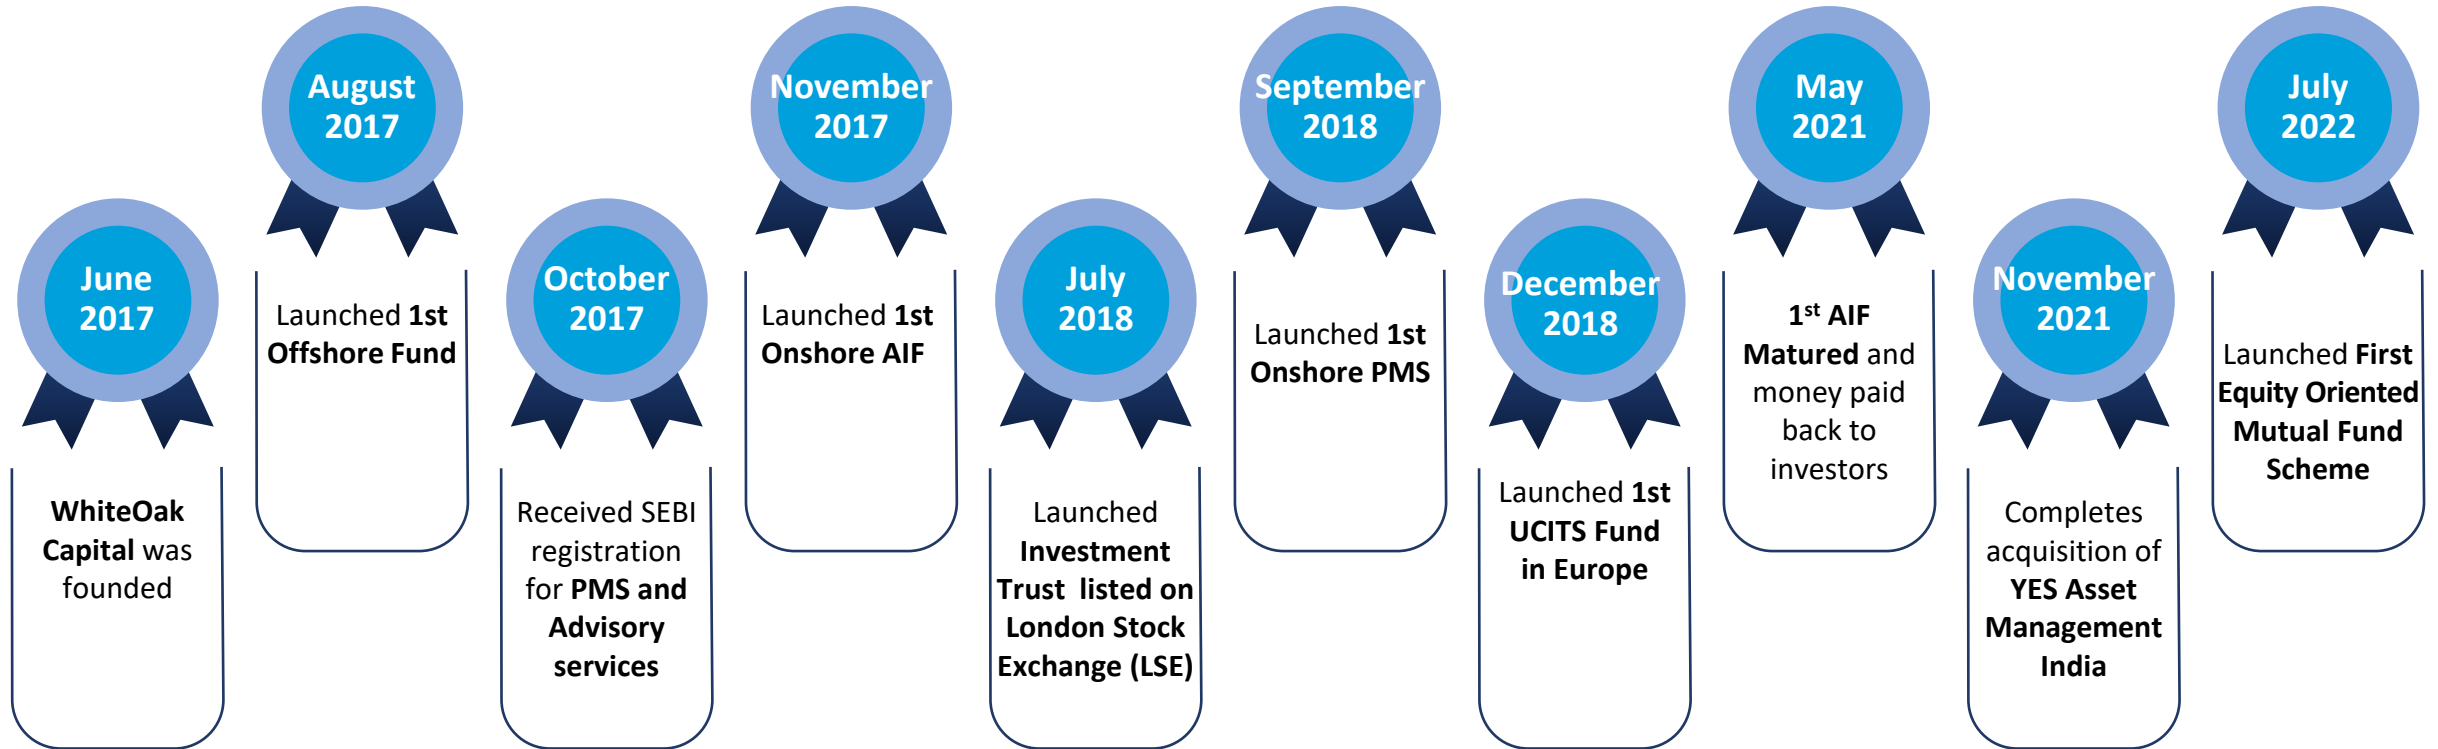 June
2017
WhiteOak
Capital was
founded
August
2017
Launched 1st
Offshore Fund
October
2017
Received SEBI
registration
for PMS and
Advisory
services
November
2017
Launched 1st
Onshore AIF
July
2018
Launched
Investment
Trust listed on
London Stock
Exchange (LSE)
September
2018
Launched 1st
Onshore PMS
December
2018
Launched 1st
UCITS Fund
in Europe
May
2021
1st AIF
Matured and
money paid
back to
investors
November
2021
Completes
acquisition of
YES Asset
Management
India
July
2022
Launched First
Equity Oriented
Mutual Fund
Scheme